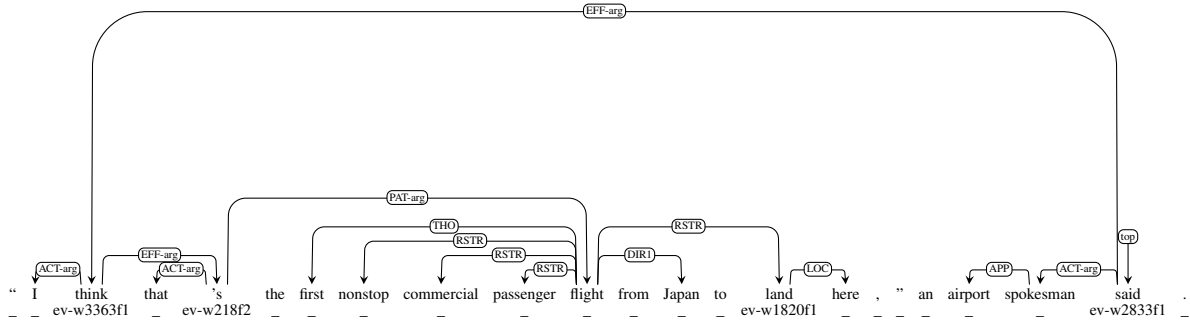 EFF-arg
PAT-arg
THO RSTR
RSTR top
EFF-arg RSTR DIR1
ACT-arg ACT-arg RSTR LOC APP ACT-arg
“ I think that 's the first nonstop commercial passenger flight from Japan to land here , ” an airport spokesman said .
_ _ ev-w3363f1 _ ev-w218f2 _ _ _ _ _ _ _ _ _ ev-w1820f1 _ _ _ _ _ _ ev-w2833f1 _